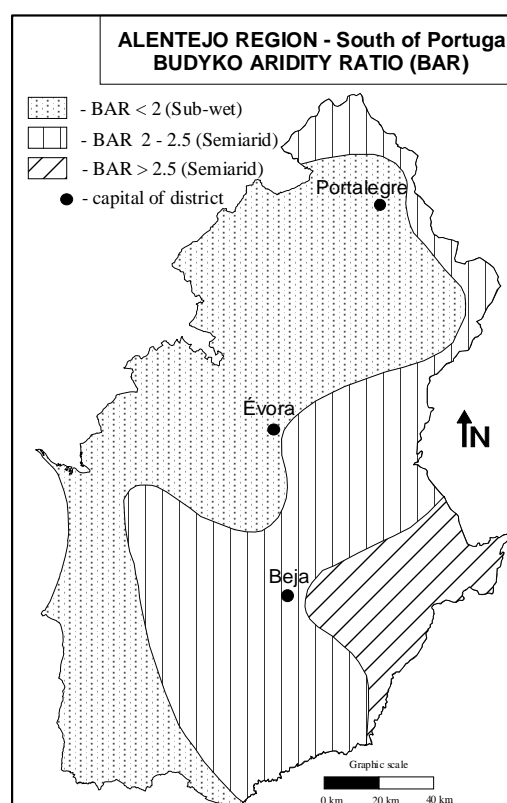 ALENTEJO REGION - South of Portuga
BUDYKO ARIDITY RATIO (BAR)
- BAR < 2 (Sub-wet)
- BAR 2 - 2.5 (Semiarid)
- BAR > 2.5 (Semiarid)
- capital of district
Portalegre
Évora
N
Beja
Graphic scale
0 km 20 km 40 km